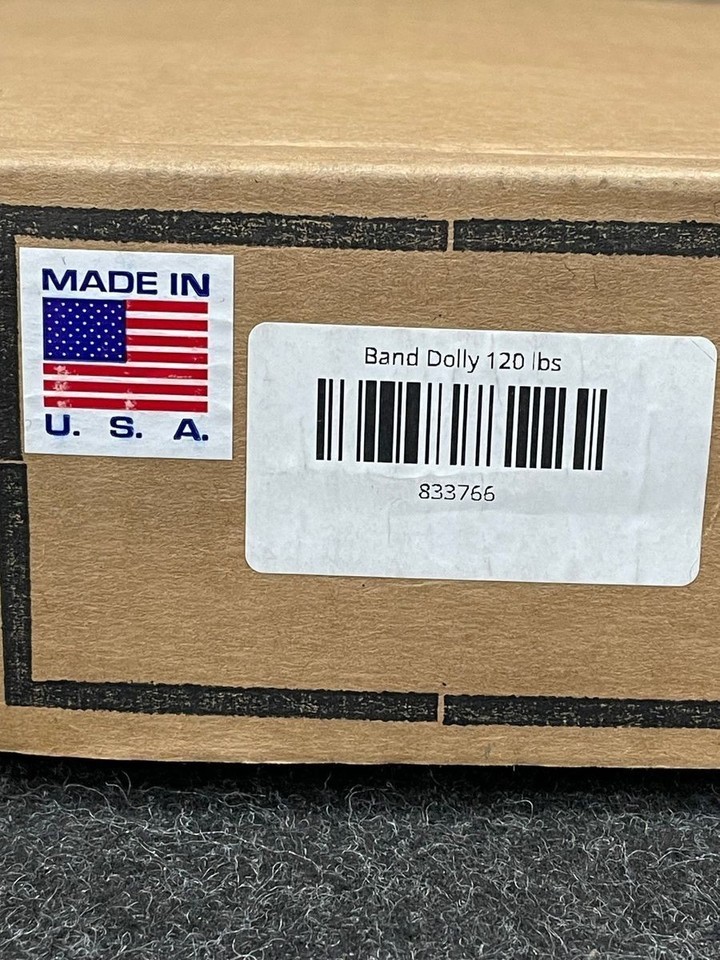 MADE IN
U. S. A.
Band Dolly 120 lbs
833766